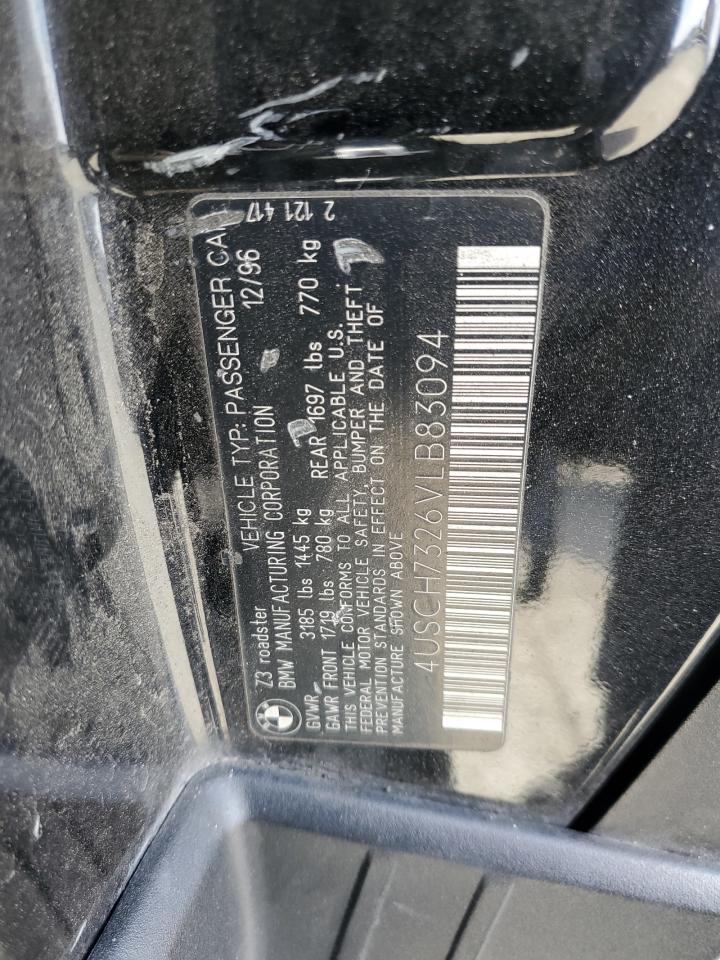 2 121 417
Z3 roadster VEHICLE TYP: PASSENGER CAR
BMW MANUFACTURING CORPORATION 12/96
GVWR 3185 lbs 1445 kg
GAWR FRONT 1719 lbs 780 kg REAR 1697 lbs 770 kg
THIS VEHICLE CONFORMS TO ALL APPLICABLE U.S.
FEDERAL MOTOR VEHICLE SAFETY, BUMPER AND THEFT
PREVENTION STANDARDS IN EFFECT ON THE DATE OF
MANUFACTURE SHOWN ABOVE
4USCH7326VLB83094